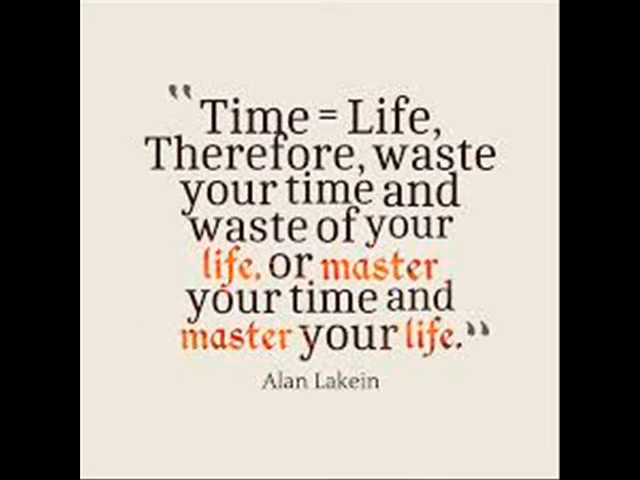 "Time = Life,
Therefore, waste
your time and
waste of your
life, or master
your time and
master your life."
Alan Lakein